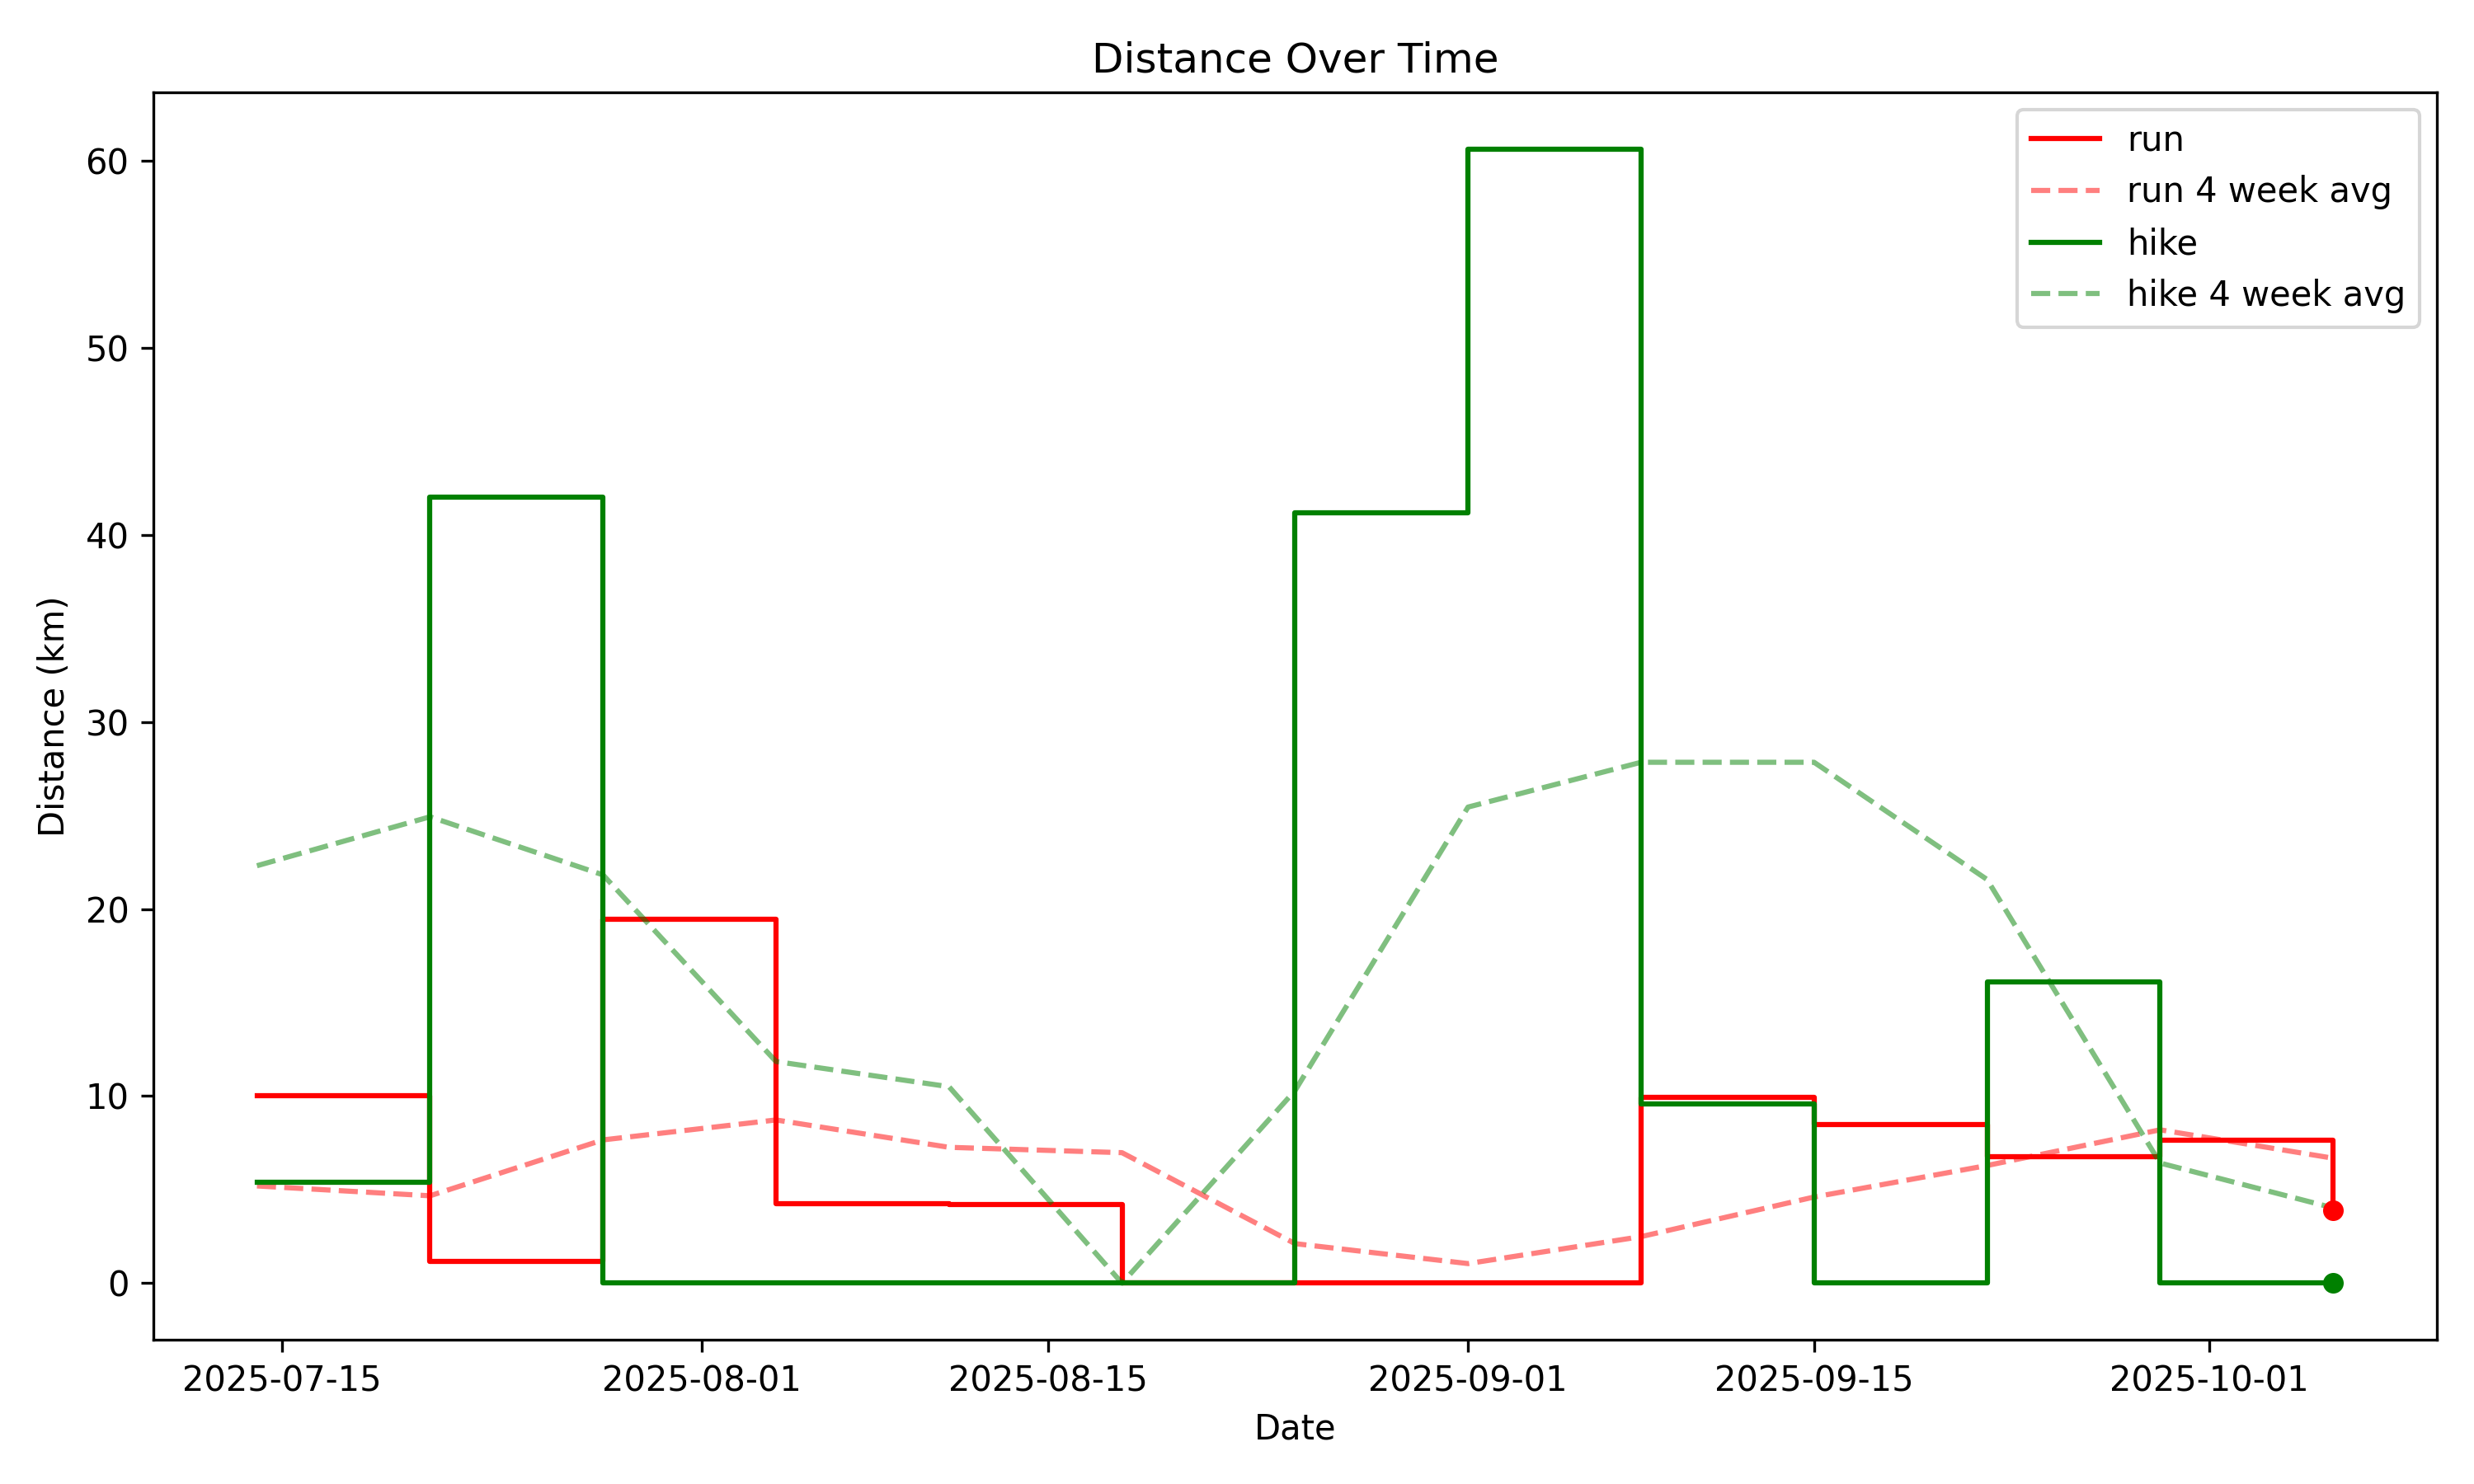 Distance Over Time
run
run 4 week avg
hike
hike 4 week avg
60
50
40
30
20
10
0
Distance (km)
2025-07-15
2025-08-01
2025-08-15
2025-09-01
2025-09-15
2025-10-01
Date